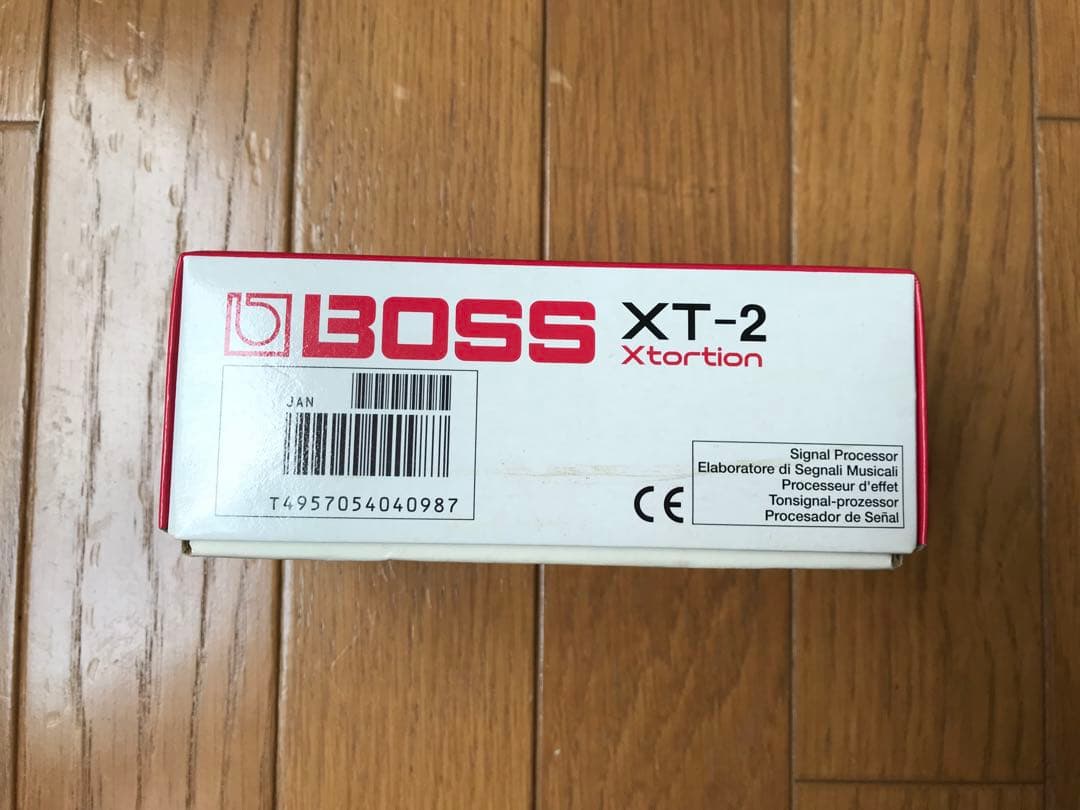 BOSS XT-2
Xtortion
JAN
T4957054040987
Signal Processor
Elaboratore di Segnali Musicali
Processeur d'effet
Tonsignal-prozessor
Procesador de Señal
CE